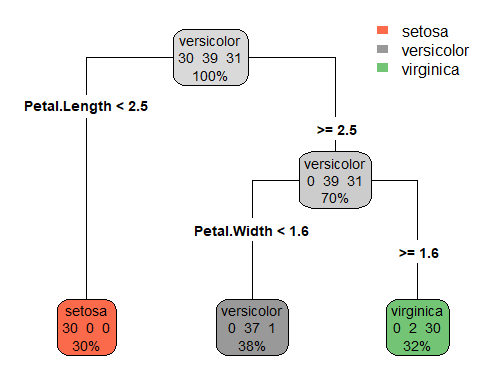 versicolor
30 39 31
100%
setosa
versicolor
virginica
Petal.Length < 2.5
>= 2.5
versicolor
0 39 31
70%
Petal.Width < 1.6
>= 1.6
setosa
30 0 0
30%
versicolor
0 37 1
38%
virginica
0 2 30
32%